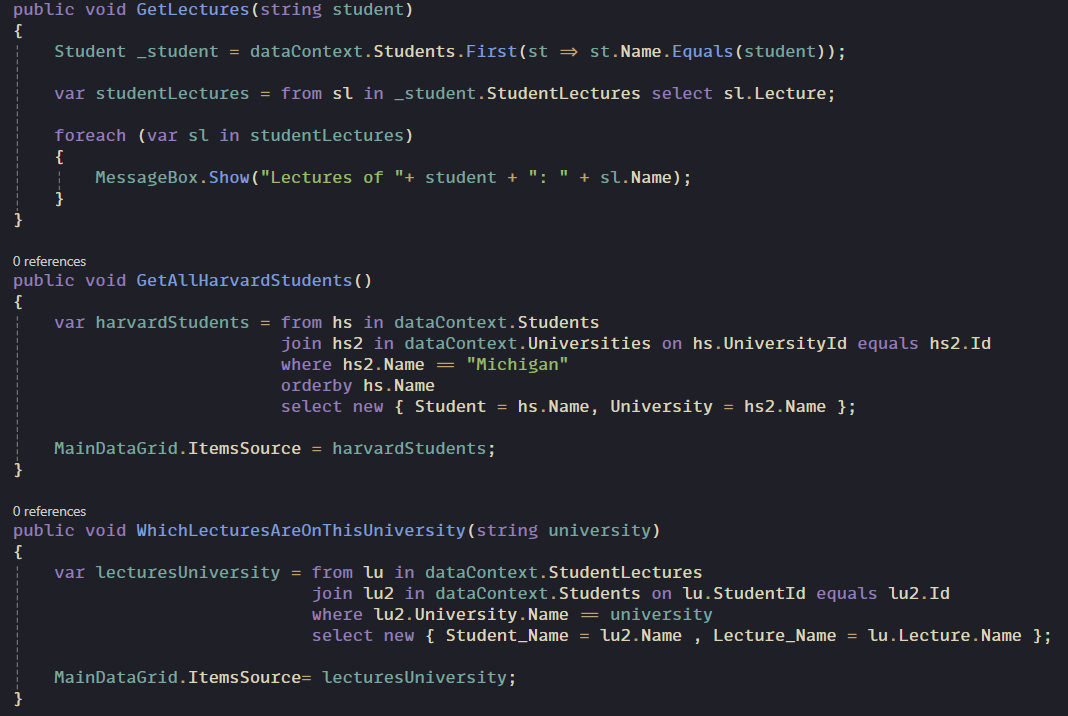 public void GetLectures(string student)
{
    Student _student = dataContext.Students.First(st => st.Name.Equals(student));
    var studentLectures = from sl in _student.StudentLectures select sl.Lecture;
    foreach (var sl in studentLectures)
    {
        MessageBox.Show("Lectures of "+ student + ": " + sl.Name);
    }
}
0 references
public void GetAllHarvardStudents()
{
    var harvardStudents = from hs in dataContext.Students
                          join hs2 in dataContext.Universities on hs.UniversityId equals hs2.Id
                          where hs2.Name == "Michigan"
                          orderby hs.Name
                          select new { Student = hs.Name, University = hs2.Name };
    MainDataGrid.ItemsSource = harvardStudents;
}
0 references
public void WhichLecturesAreOnThisUniversity(string university)
{
    var lecturesUniversity = from lu in dataContext.StudentLectures
                             join lu2 in dataContext.Students on lu.StudentId equals lu2.Id
                             where lu2.University.Name == university
                             select new { Student_Name = lu2.Name , Lecture_Name = lu.Lecture.Name };
    MainDataGrid.ItemsSource= lecturesUniversity;
}